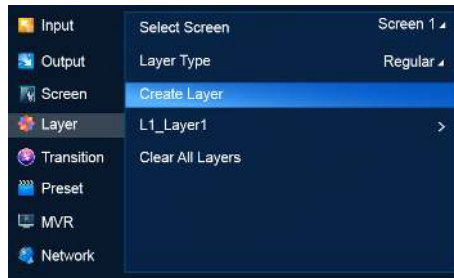 Input
Output
Screen
Layer
Transition
Preset
MVR
Network
Select Screen Screen 1
Layer Type Regular
Create Layer
L1_Layer1 >
Clear All Layers